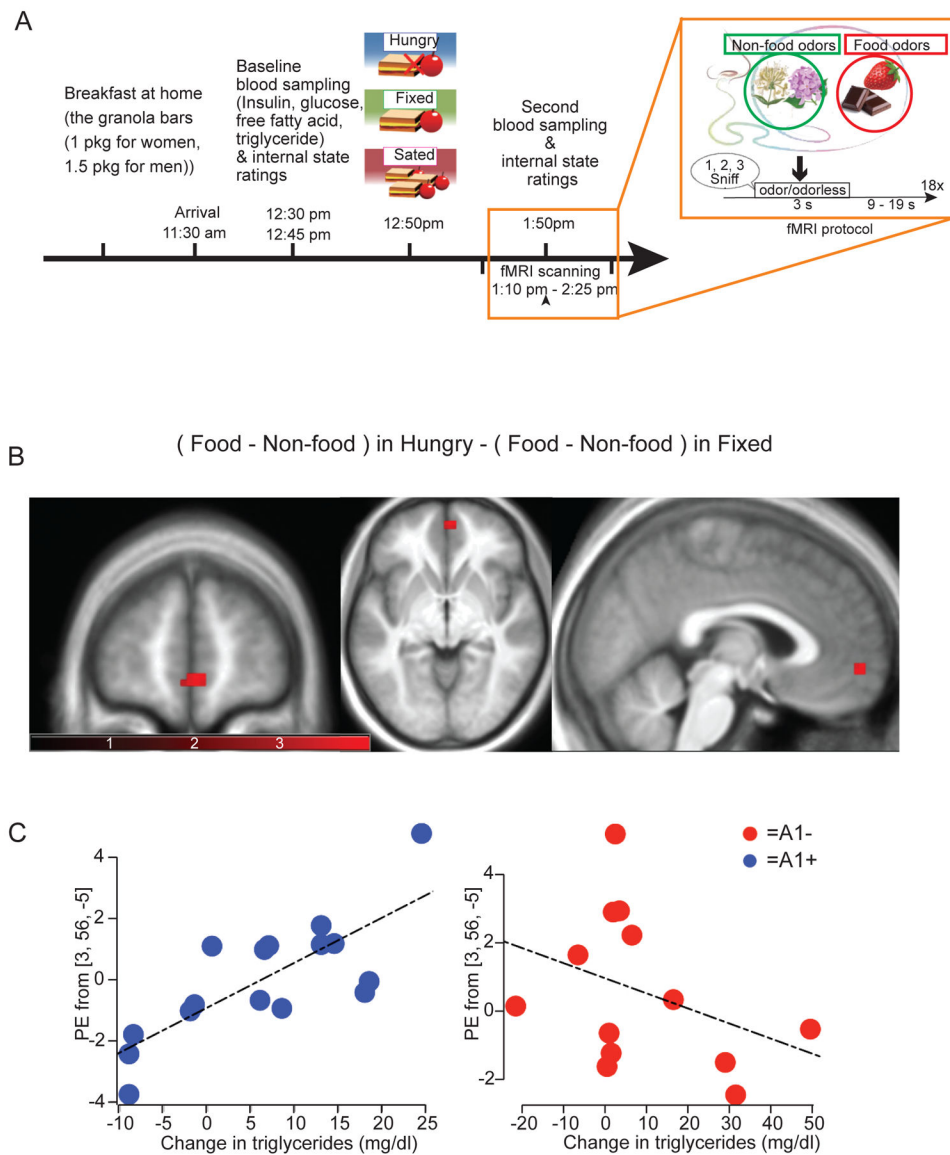 A
Breakfast at home
(the granola bars
(1 pkg for women,
1.5 pkg for men))
Baseline
blood sampling
(Insulin, glucose,
free fatty acid,
triglyceride)
& internal state
ratings
Hungry
Fixed
Sated
Second
blood sampling
&
internal state
ratings
Non-food odors
Food odors
1, 2, 3
Sniff
odor/odorless
18x
3 s
9 - 19 s
fMRI protocol
Arrival
11:30 am
12:30 pm
12:45 pm
12:50pm
1:50pm
fMRI scanning
1:10 pm - 2:25 pm
B
( Food - Non-food ) in Hungry - ( Food - Non-food ) in Fixed
1 2 3
C
=A1-
=A1+
PE from [3, 56, -5]
4
2
0
-2
-4
-10 -5 0 5 10 15 20 25
Change in triglycerides (mg/dl)
PE from [3, 56, -5]
4
2
0
-2
-20 -10 0 10 20 30 40 50
Change in triglycerides (mg/dl)